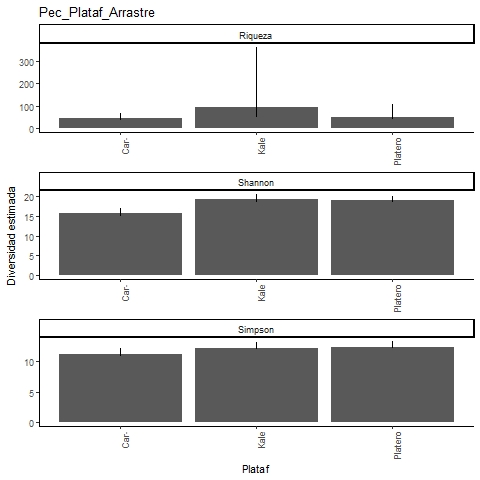 Pec_Plataf_Arrastre
Riqueza
300
200
100
0
Car-
Kale
Platero
Diversidad estimada
Shannon
20
15
10
5
0
Car-
Kale
Platero
Simpson
10
5
0
Car-
Kale
Platero
Plataf